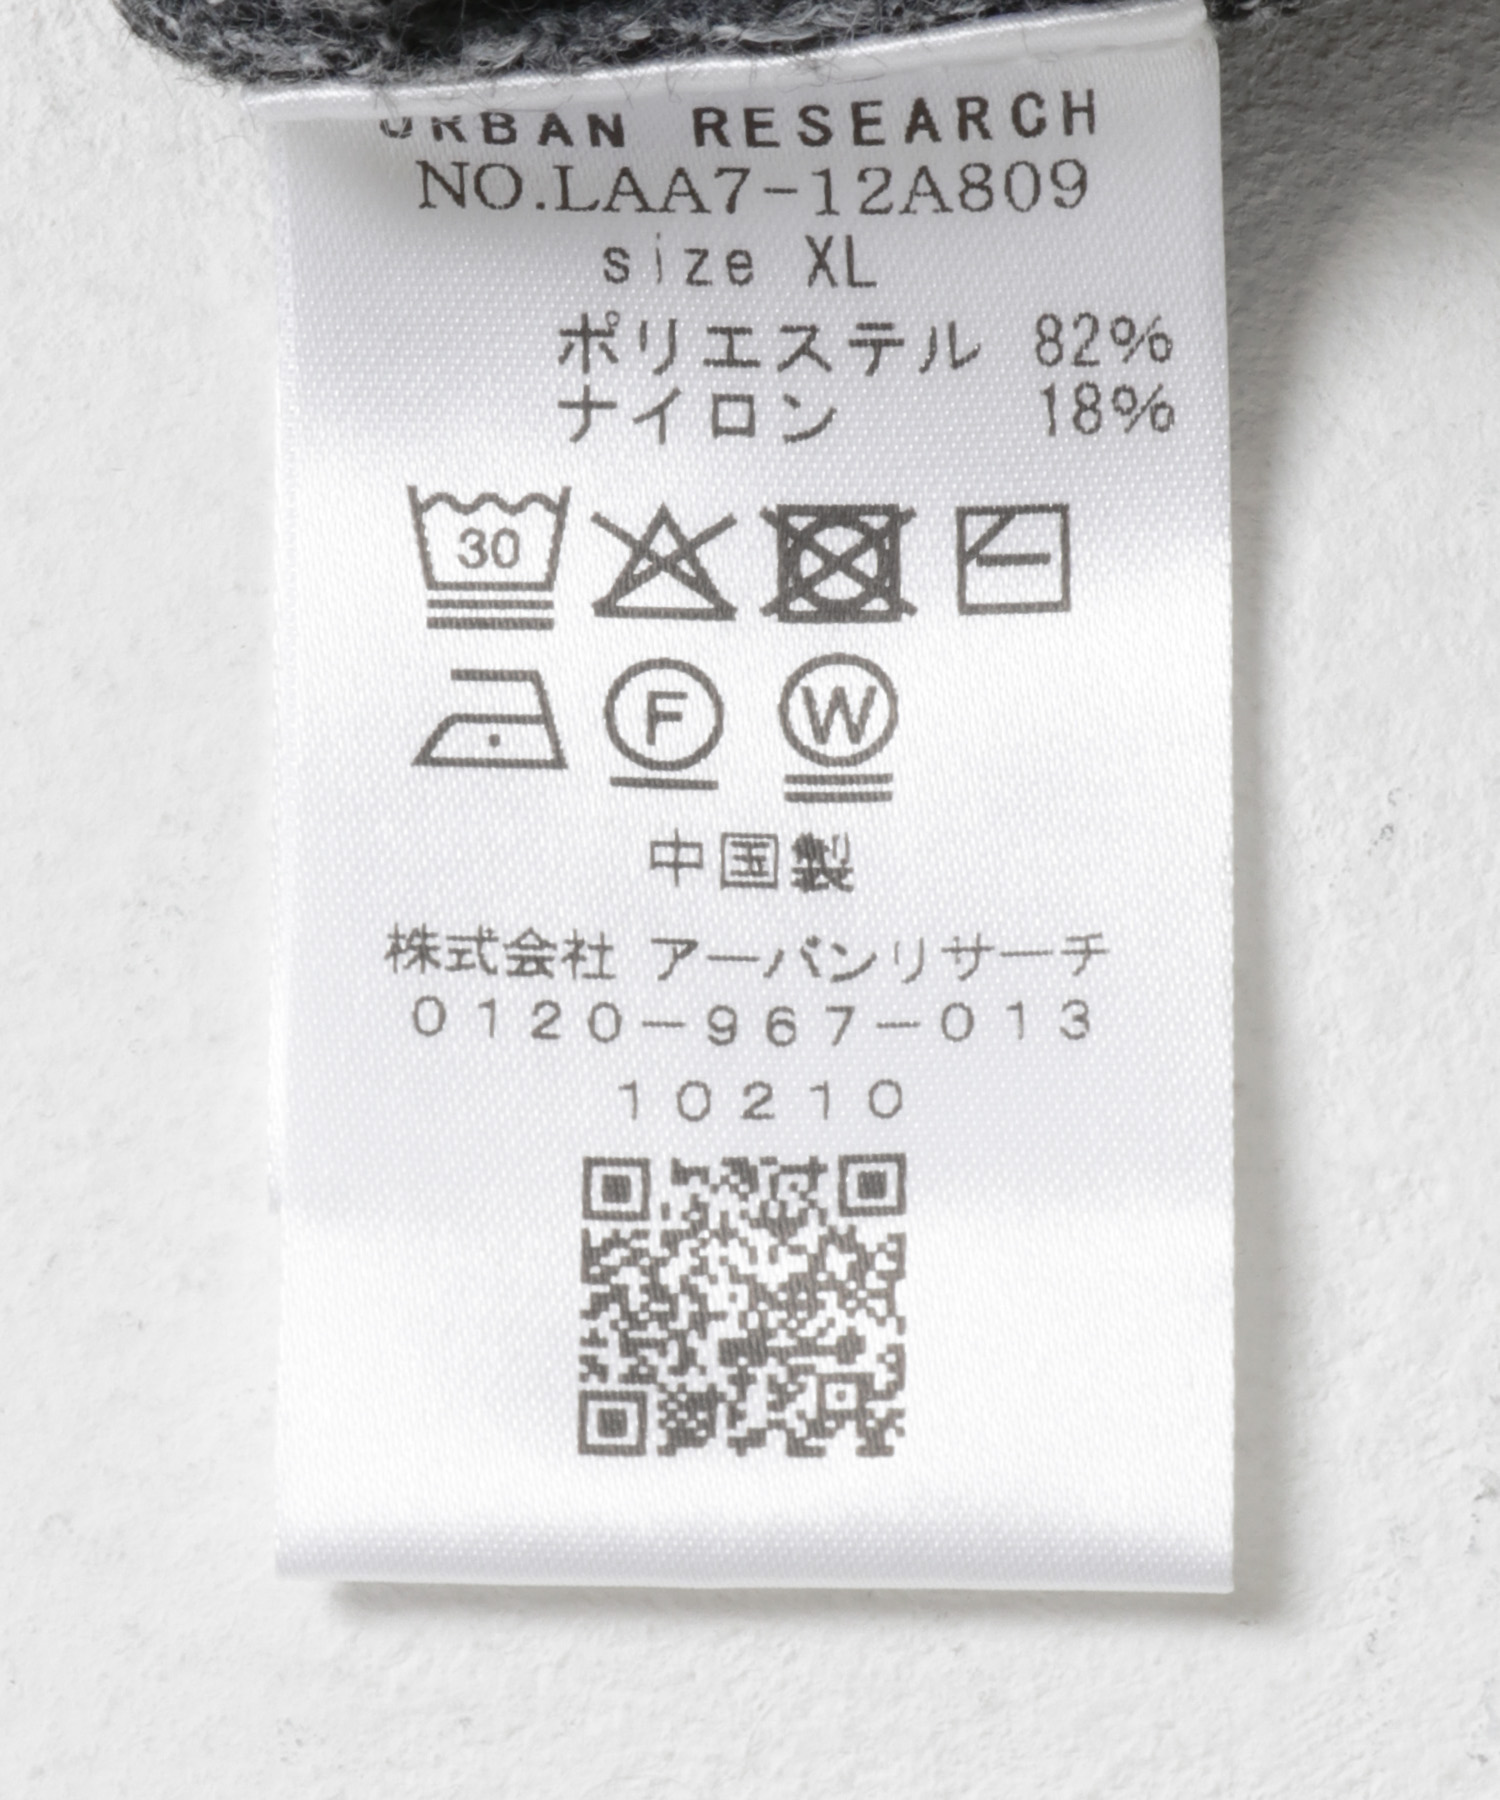 URBAN RESEARCH
NO.LAA7-12A809
size XL
ポリエステル 82%
ナイロン 18%
30
F W
中国製
株式会社 アーバンリサーチ
0120-967-013
10210